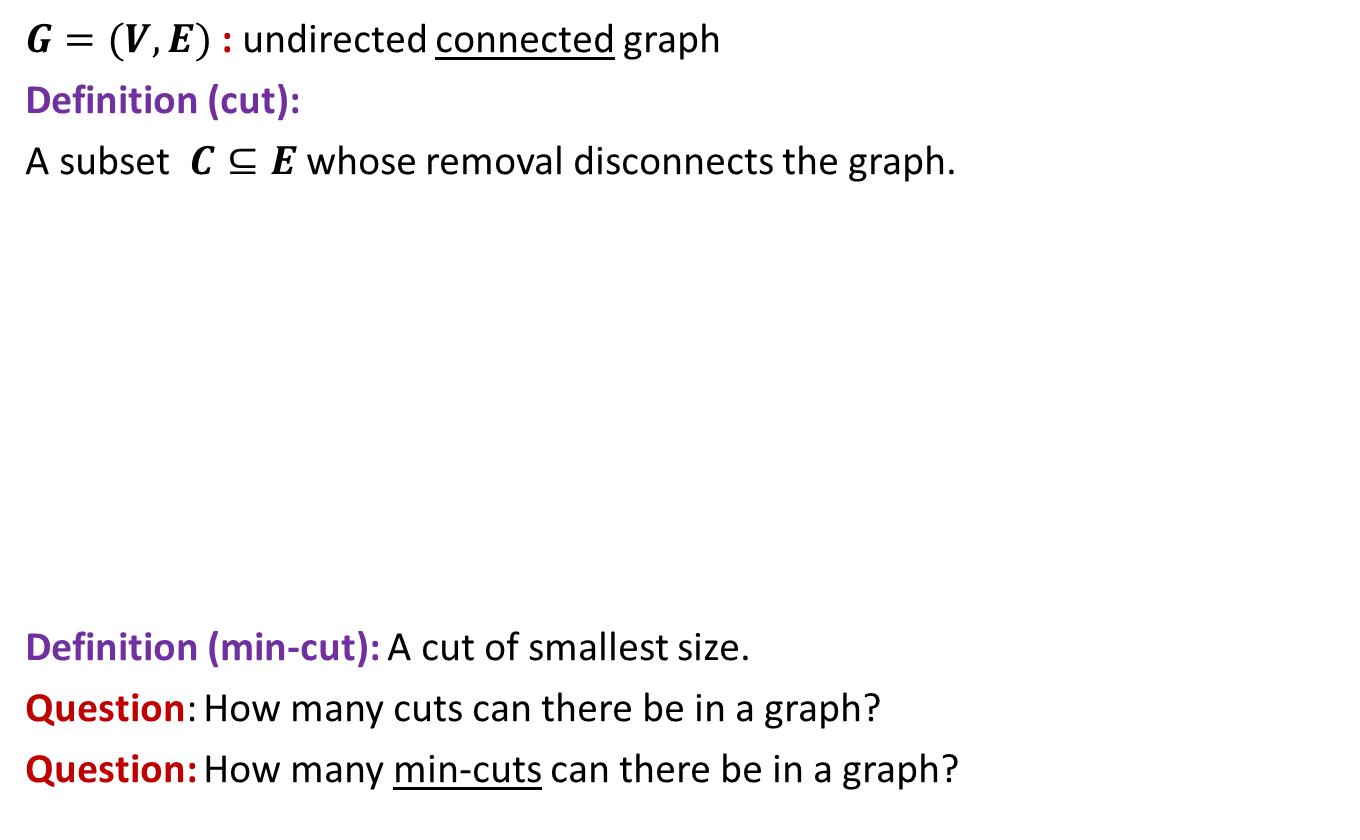 G = (V, E) : undirected connected graph
Definition (cut):
A subset C ⊆ E whose removal disconnects the graph.
Definition (min-cut): A cut of smallest size.
Question: How many cuts can there be in a graph?
Question: How many min-cuts can there be in a graph?